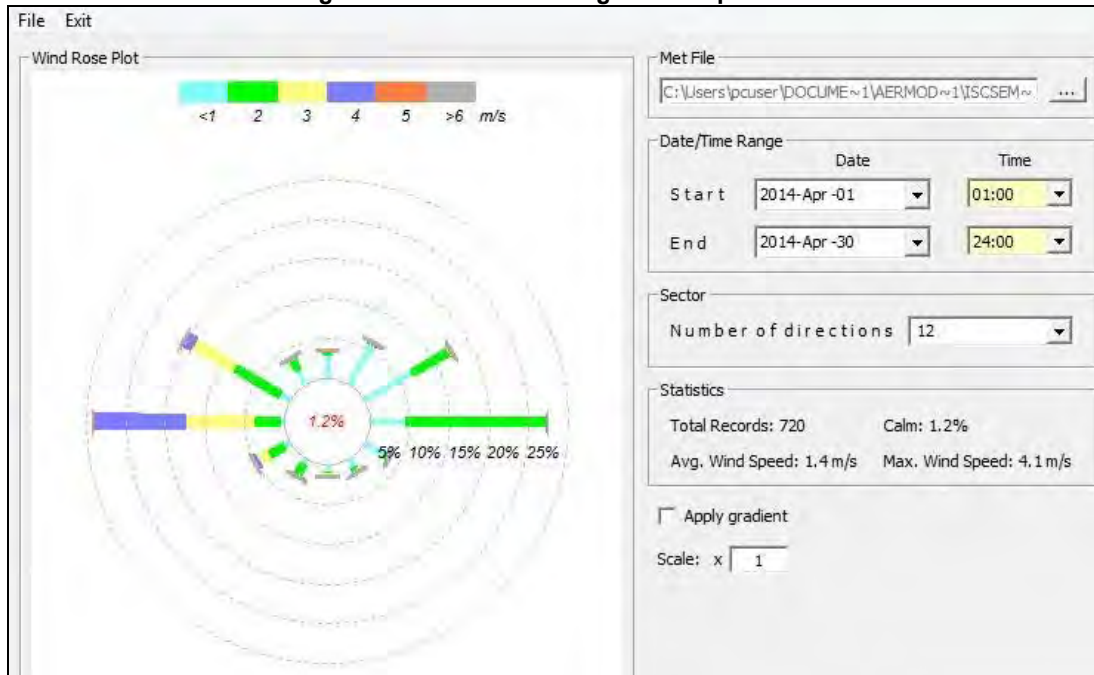 File Exit
Wind Rose Plot
<1 2 3 4 5 >6 m/s
1.2%
5% 10% 15% 20% 25%
Met File
C:\Users\pcuser\DOCUME~1\AERMOD~1\ISCSEM~ ...
Date/Time Range
Date Time
Start 2014-Apr -01 01:00
End 2014-Apr -30 24:00
Sector
Number of directions 12
Statistics
Total Records: 720 Calm: 1.2%
Avg. Wind Speed: 1.4 m/s Max. Wind Speed: 4.1 m/s
Apply gradient
Scale: x 1